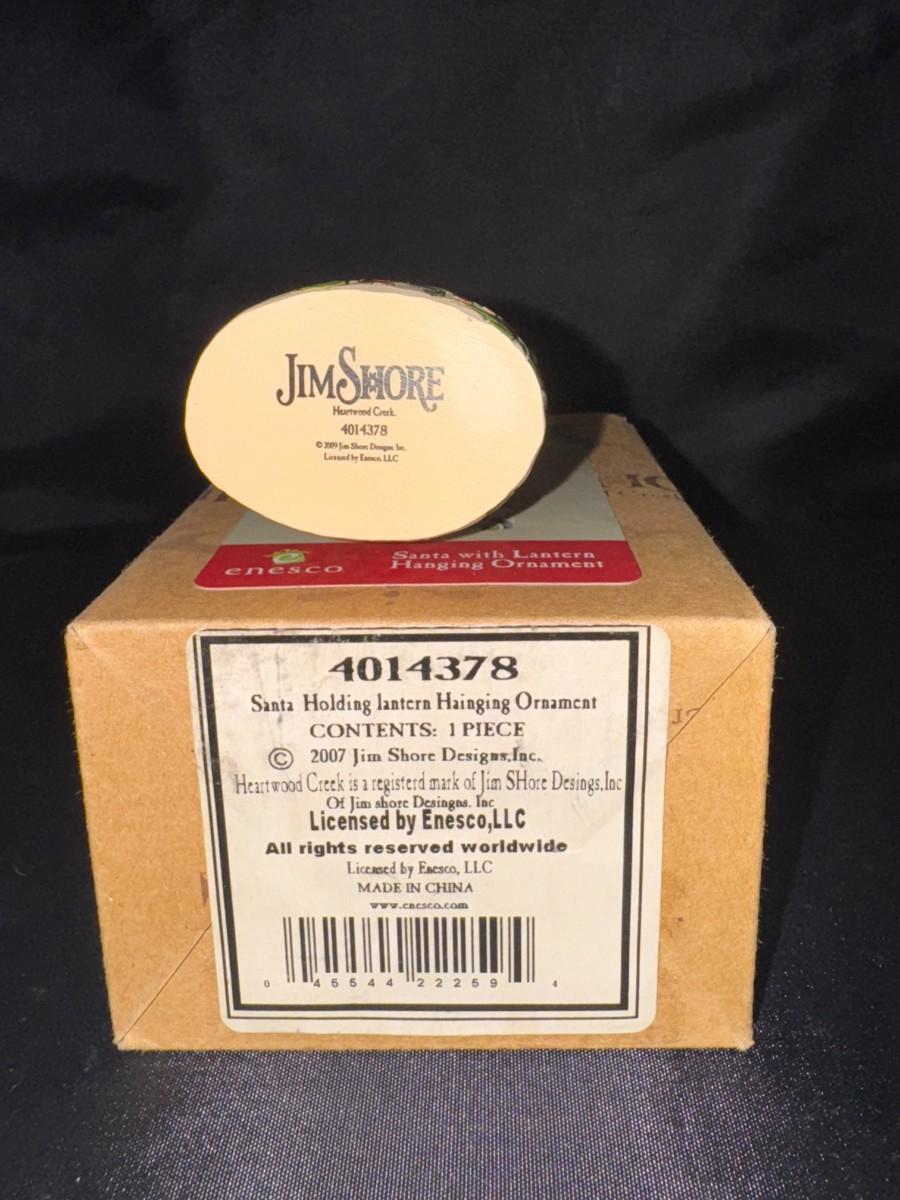 JIM SHORE
Heartwood Creek.
4014378
© 2009 Jim Shore Designs, Inc.
Licensed by Enesco, LLC
enesco
Santa with Lantern
Hanging Ornament
4014378
Santa Holding lantern Hainging Ornament
CONTENTS: 1 PIECE
© 2007 Jim Shore Designs,Inc.
Heartwood Creek is a registerd mark of Jim SHore Desings,Inc
Of Jim shore Desingns. Inc
Licensed by Enesco,LLC
All rights reserved worldwide
Licensed by Enesco, LLC
MADE IN CHINA
www.enesco.com
0 45544 22259 4